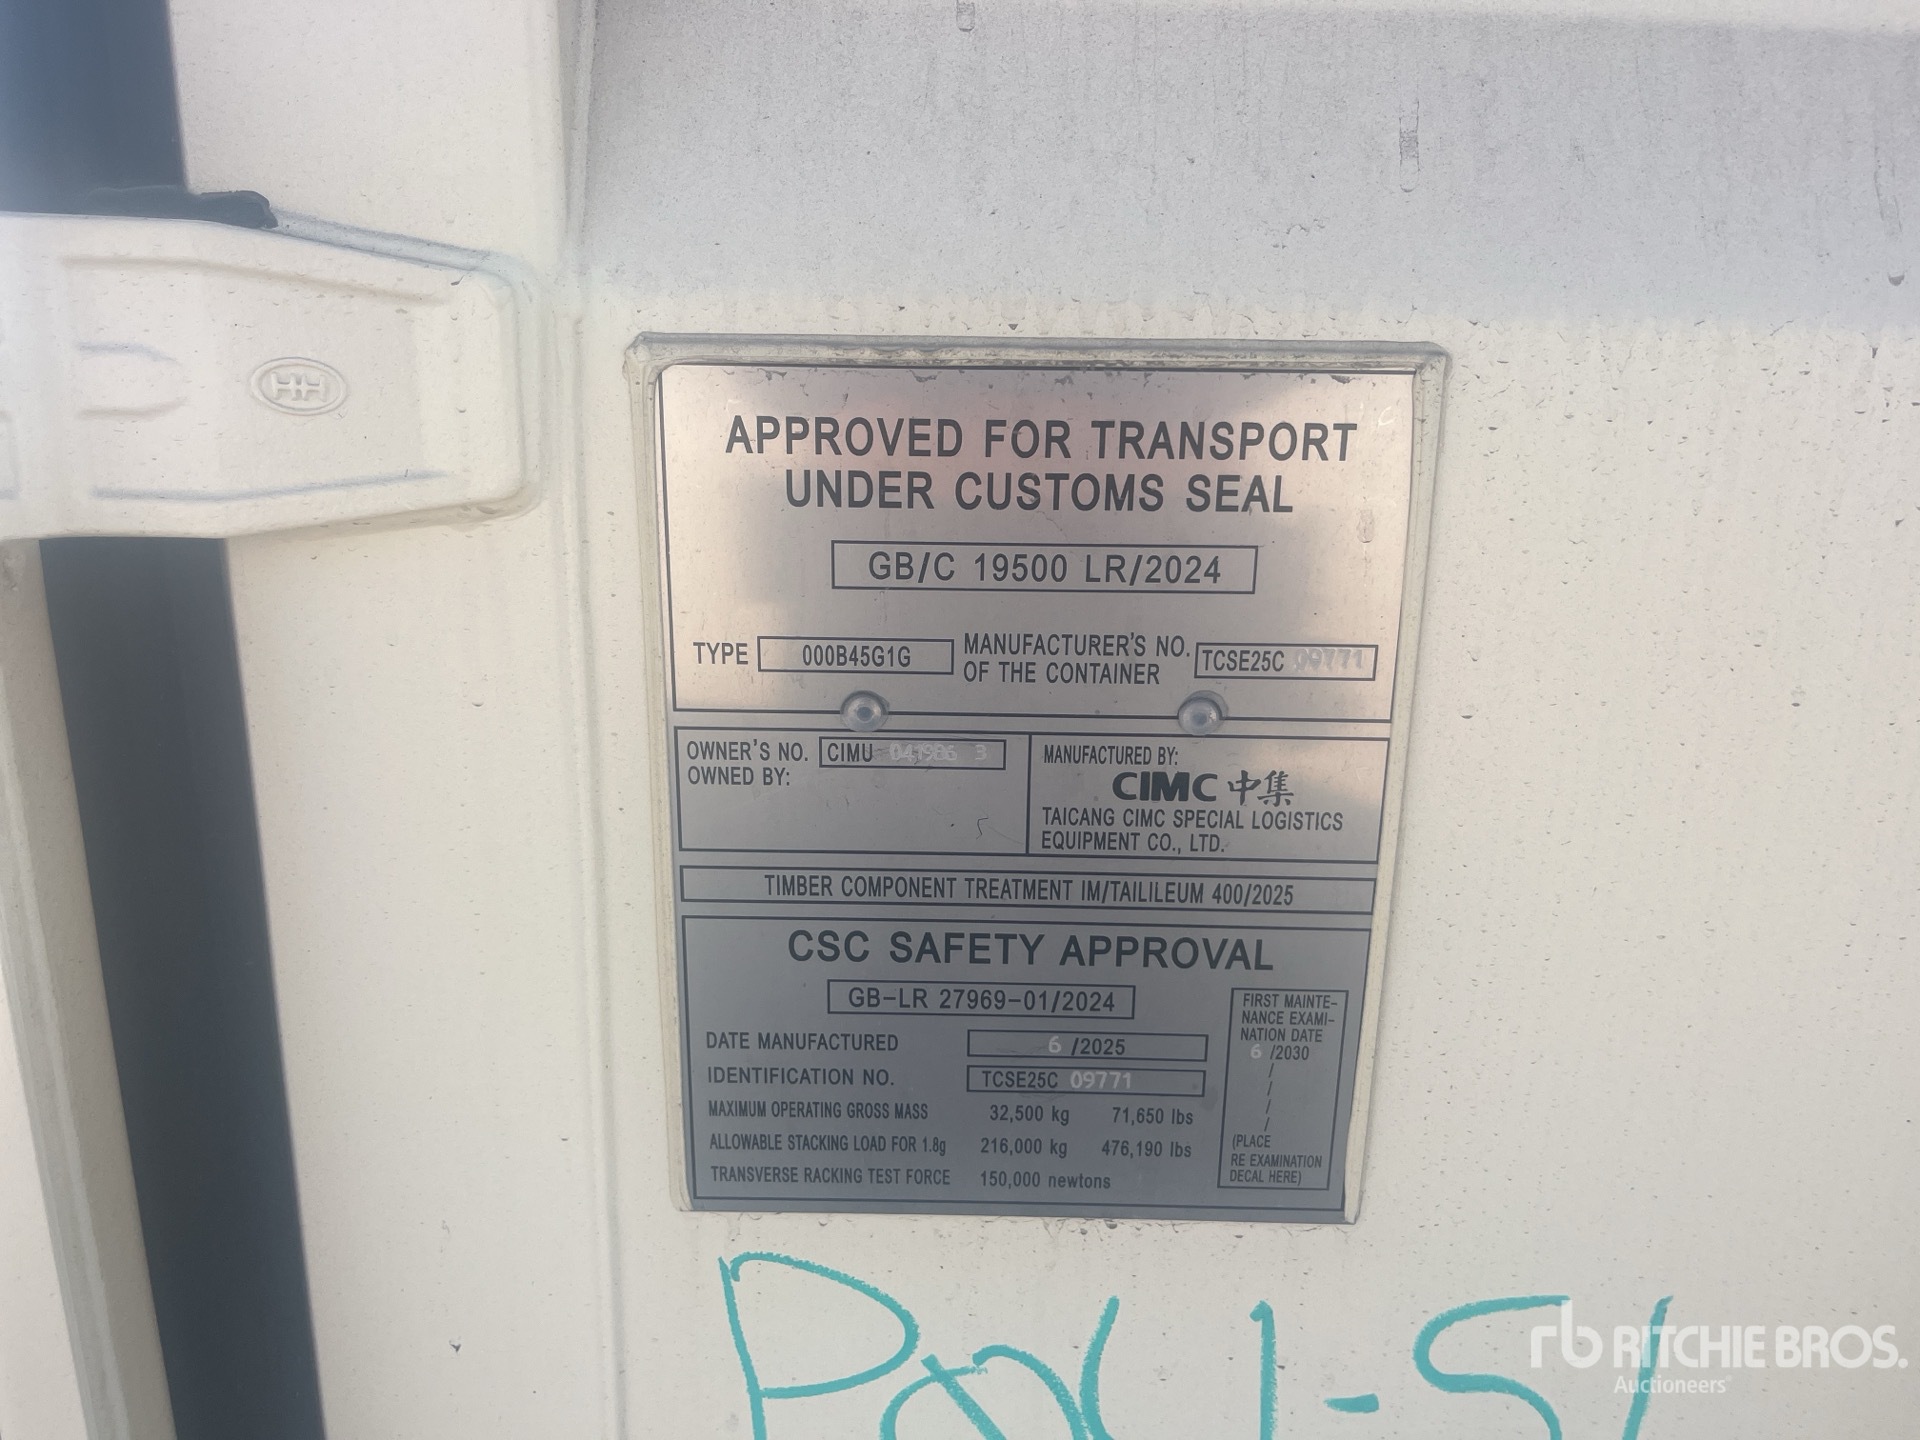 HH
APPROVED FOR TRANSPORT
UNDER CUSTOMS SEAL
GB/C 19500 LR/2024
TYPE 000B45G1G MANUFACTURER'S NO. OF THE CONTAINER TCSE25C 09771
OWNER'S NO. CIMU 041986 3
OWNED BY:
MANUFACTURED BY:
CIMC 中集
TAICANG CIMC SPECIAL LOGISTICS
EQUIPMENT CO., LTD.
TIMBER COMPONENT TREATMENT IM/TAILILEUM 400/2025
CSC SAFETY APPROVAL
GB-LR 27969-01/2024
DATE MANUFACTURED 6 /2025
IDENTIFICATION NO. TCSE25C 09771
MAXIMUM OPERATING GROSS MASS 32,500 kg 71,650 lbs
ALLOWABLE STACKING LOAD FOR 1.8g 216,000 kg 476,190 lbs
TRANSVERSE RACKING TEST FORCE 150,000 newtons
FIRST MAINTE-
NANCE EXAMI-
NATION DATE
6 /2030
/
/
/
/
(PLACE
RE EXAMINATION
DECAL HERE)
rb RITCHIE BROS.
Auctioneers